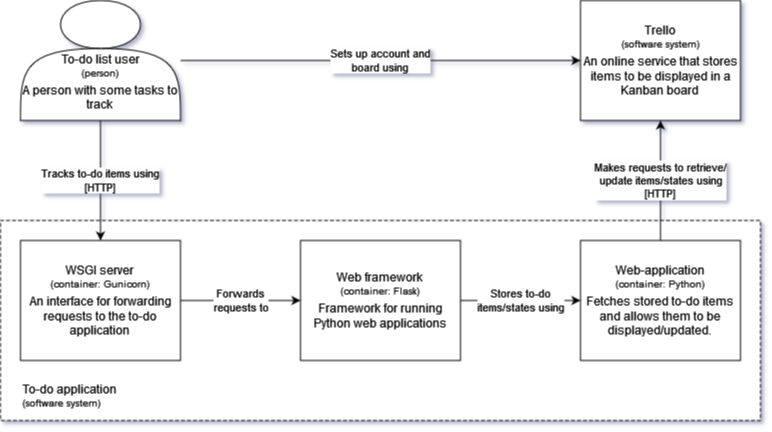 To-do list user
(person)
A person with some tasks to
track
Sets up account and
board using
Trello
(software system)
An online service that stores
items to be displayed in a
Kanban board
Tracks to-do items using
[HTTP]
Makes requests to retrieve/
update items/states using
[HTTP]
WSGI server
(container: Gunicorn)
An interface for forwarding
requests to the to-do
application
Forwards
requests to
Web framework
(container: Flask)
Framework for running
Python web applications
Stores to-do
items/states using
Web-application
(container: Python)
Fetches stored to-do items
and allows them to be
displayed/updated.
To-do application
(software system)